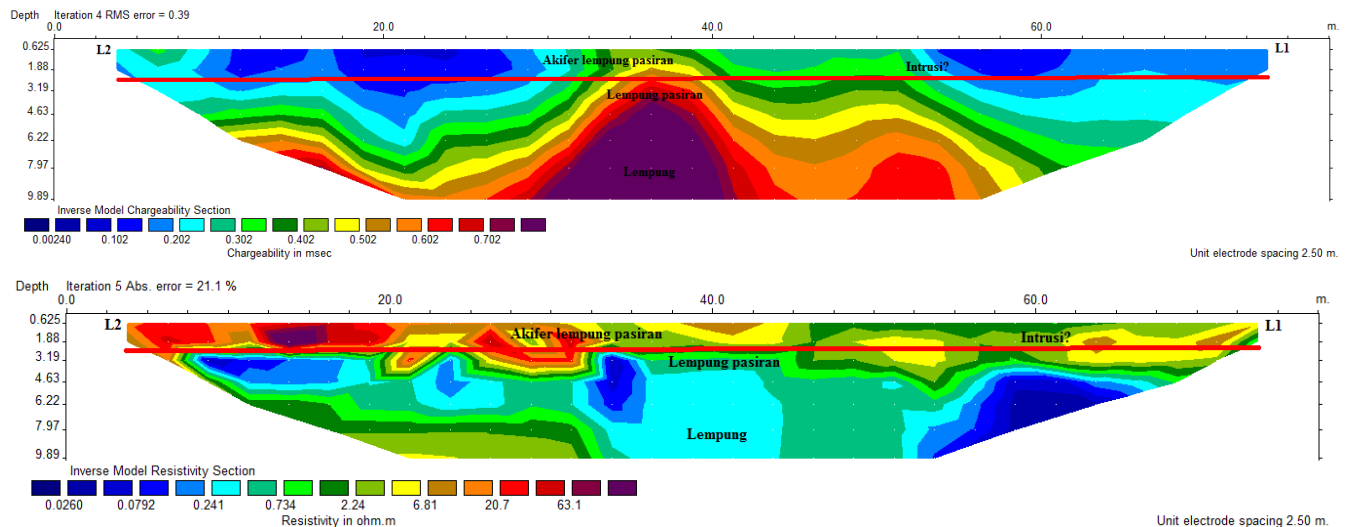 Depth Iteration 4 RMS error = 0.39
0.0 20.0 40.0 60.0 m.
L2 L1
0.625
Akifer lempung pasiran Intrusi?
1.88
3.19 Lempung pasiran
4.63
6.22
7.97 Lempung
9.89
Inverse Model Chargeability Section
0.00240 0.102 0.202 0.302 0.402 0.502 0.602 0.702
Chargeability in msec Unit electrode spacing 2.50 m.
Depth Iteration 5 Abs. error = 21.1 %
0.0 20.0 40.0 60.0 m.
L2 L1
0.625
Akifer lempung pasiran Intrusi?
1.88
3.19 Lempung pasiran
4.63
6.22
7.97 Lempung
9.89
Inverse Model Resistivity Section
0.0260 0.0792 0.241 0.734 2.24 6.81 20.7 63.1
Resistivity in ohm.m Unit electrode spacing 2.50 m.